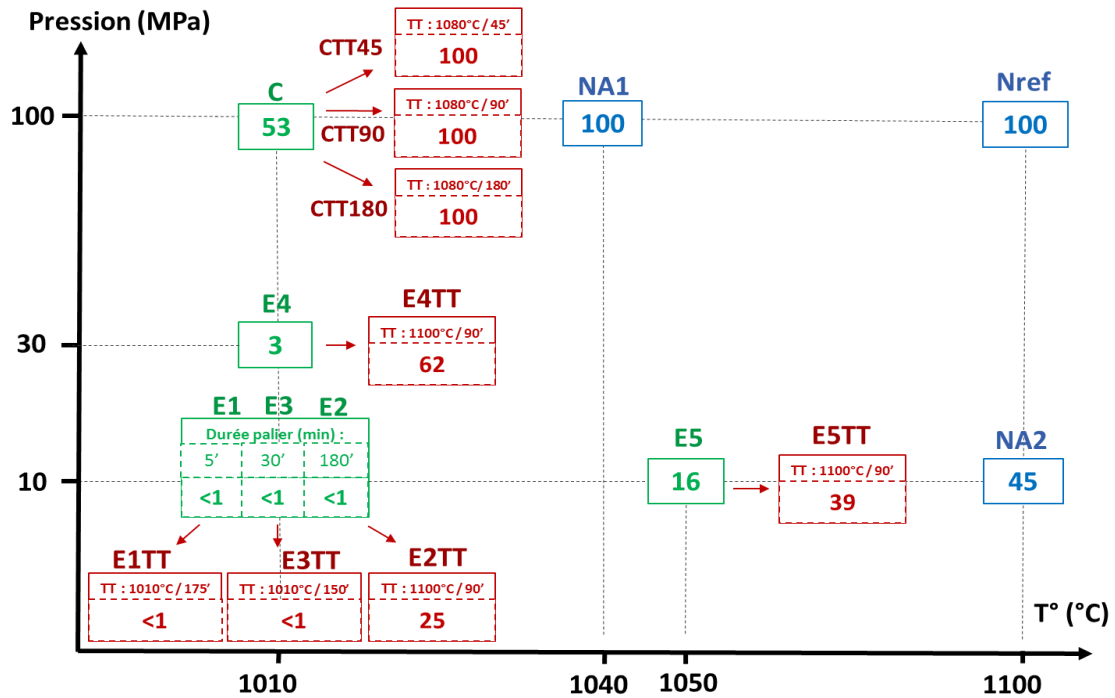 Pression (MPa)
TT : 1080°C/ 45’
100
CTT45
C
53
TT : 1080°C/ 90’
100
CTT90
TT : 1080°C/ 180’
100
CTT180
NA1
100
Nref
100
100
E4
3
E4TT
TT : 1100°C/ 90’
62
30
E1 E3 E2
Durée palier (min) :
5’ 30’ 180’
<1 <1 <1
E5
16
E5TT
TT : 1100°C/ 90’
39
NA2
45
10
E1TT
TT : 1010°C/ 175’
<1
E3TT
TT : 1010°C/ 150’
<1
E2TT
TT : 1100°C/ 90’
25
T° (°C)
1010 1040 1050 1100